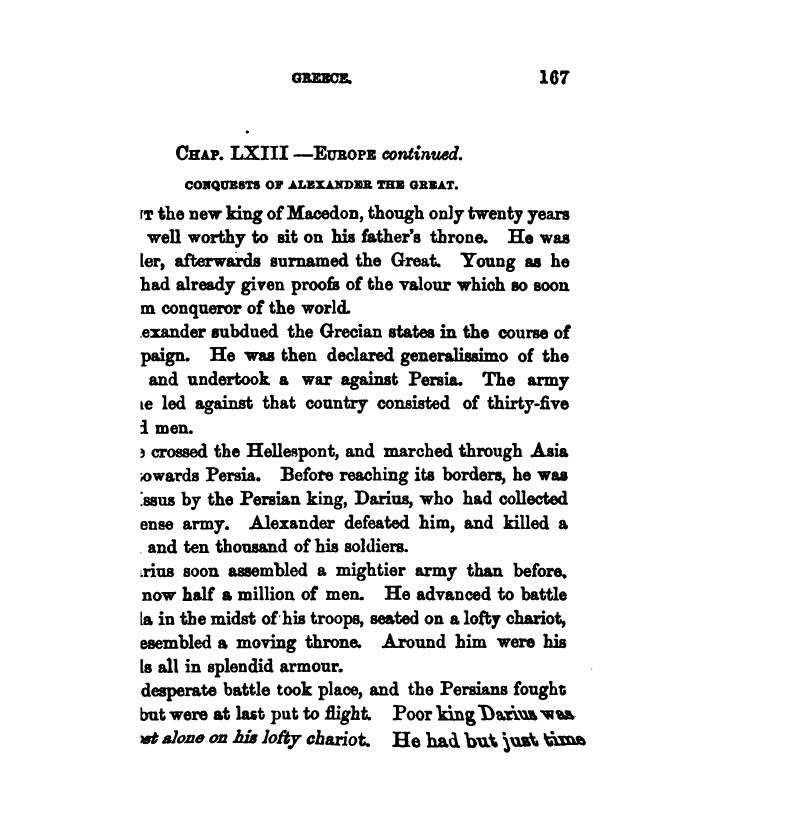 GREECE. 167
CHAP. LXIII —EUROPE continued.
CONQUESTS OF ALEXANDER THE GREAT.
the new king of Macedon, though only twenty years
well worthy to sit on his father's throne. He was
ler, afterwards surnamed the Great. Young as he
had already given proofs of the valour which so soon
m conqueror of the world.
exander subdued the Grecian states in the course of
paign. He was then declared generalissimo of the
and undertook a war against Persia. The army
led against that country consisted of thirty-five
men.
crossed the Hellespont, and marched through Asia
owards Persia. Before reaching its borders, he was
ssus by the Persian king, Darius, who had collected
ense army. Alexander defeated him, and killed a
and ten thousand of his soldiers.
rius soon assembled a mightier army than before,
now half a million of men. He advanced to battle
la in the midst of his troops, seated on a lofty chariot,
esembled a moving throne. Around him were his
ls all in splendid armour.
desperate battle took place, and the Persians fought
but were at last put to flight. Poor king Darius was
st alone on his lofty chariot. He had but just time